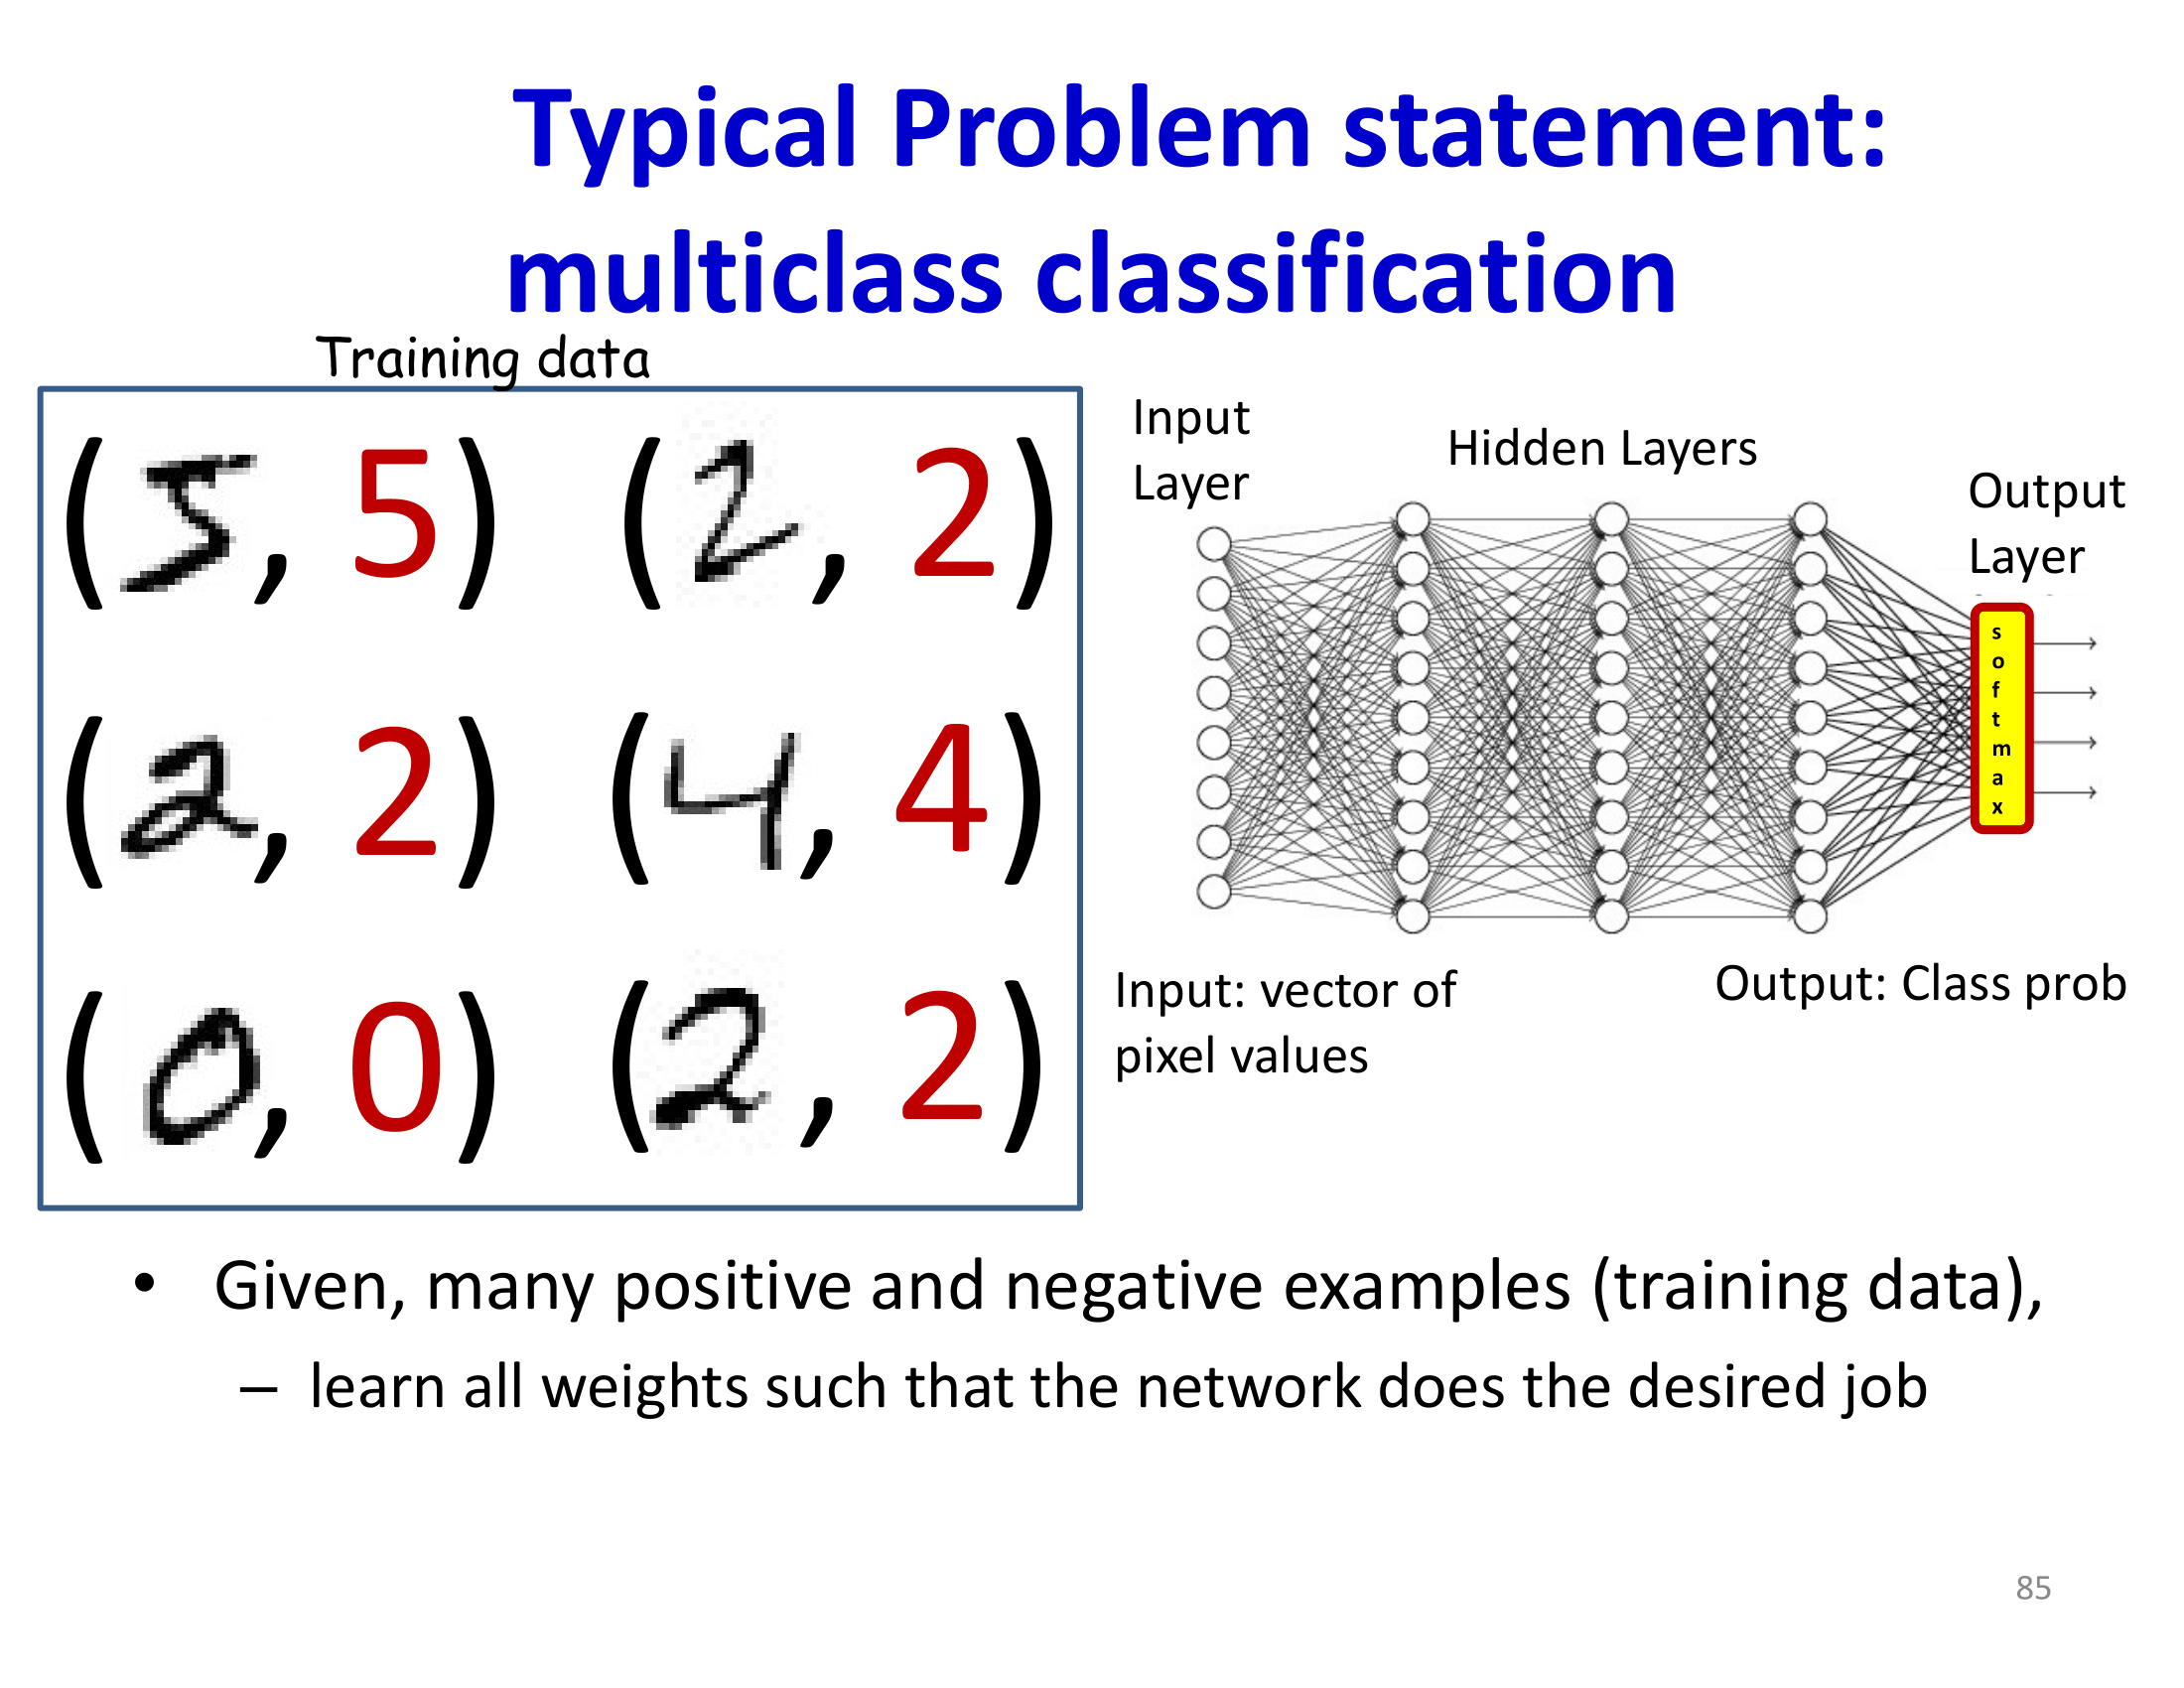 Typical Problem statement:
multiclass classification
Training data
(5, 5) (2, 2)
(2, 2) (4, 4)
(0, 0) (2, 2)
Input
Layer
Hidden Layers
Output
Layer
softmax
Input: vector of
pixel values
Output: Class prob
• Given, many positive and negative examples (training data),
– learn all weights such that the network does the desired job
85